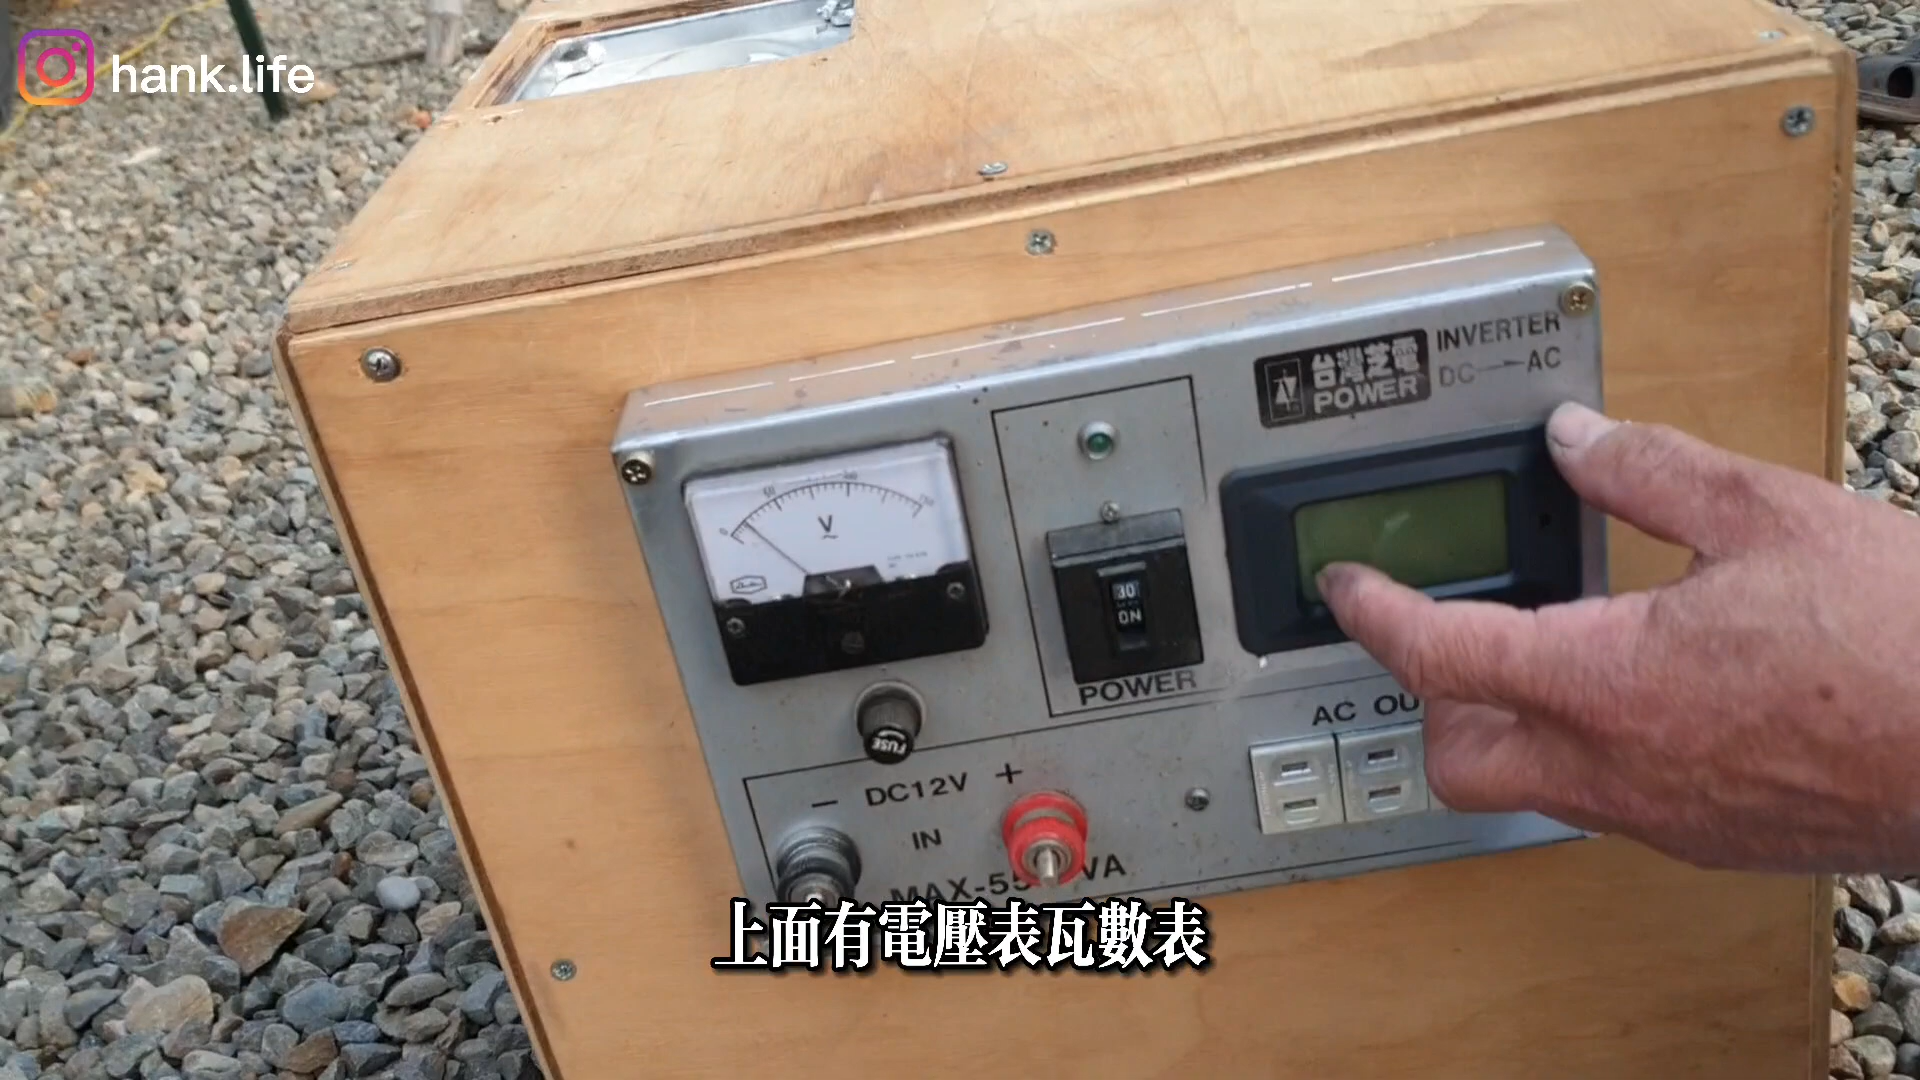 hank.life
台灣芝電
POWER
INVERTER
DC→AC
V
30
ON
POWER
FUSE
AC OU
− DC12V +
IN
上面有電壓表瓦數表